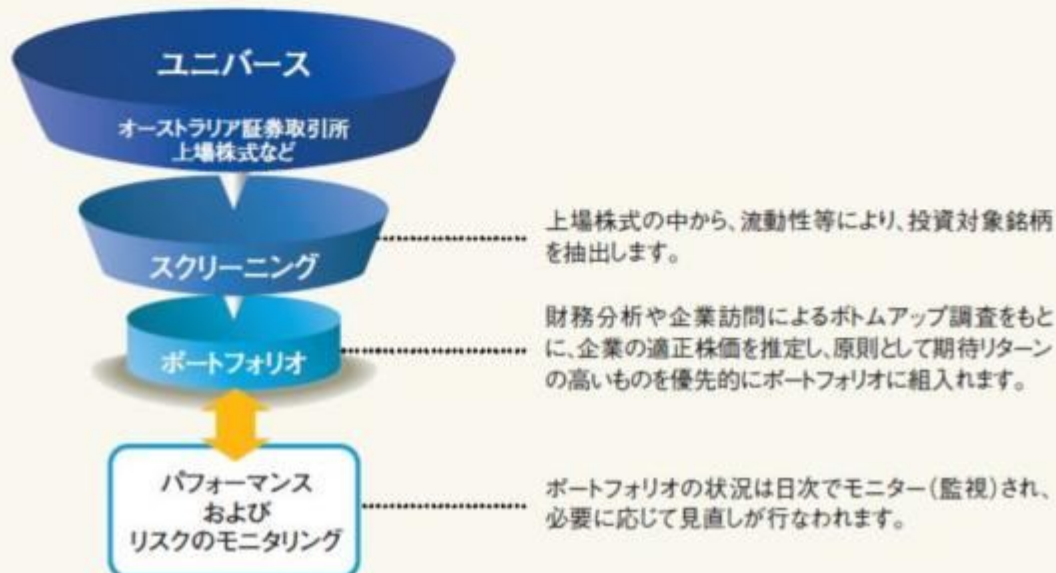 ユニバース
オーストラリア証券取引所
上場株式など
スクリーニング
上場株式の中から、流動性等により、投資対象銘柄
を抽出します。
ポートフォリオ
財務分析や企業訪問によるボトムアップ調査をもと
に、企業の適正株価を推定し、原則として期待リターン
の高いものを優先的にポートフォリオに組入れます。
パフォーマンス
および
リスクのモニタリング
ポートフォリオの状況は日次でモニター(監視)され、
必要に応じて見直しが行なわれます。